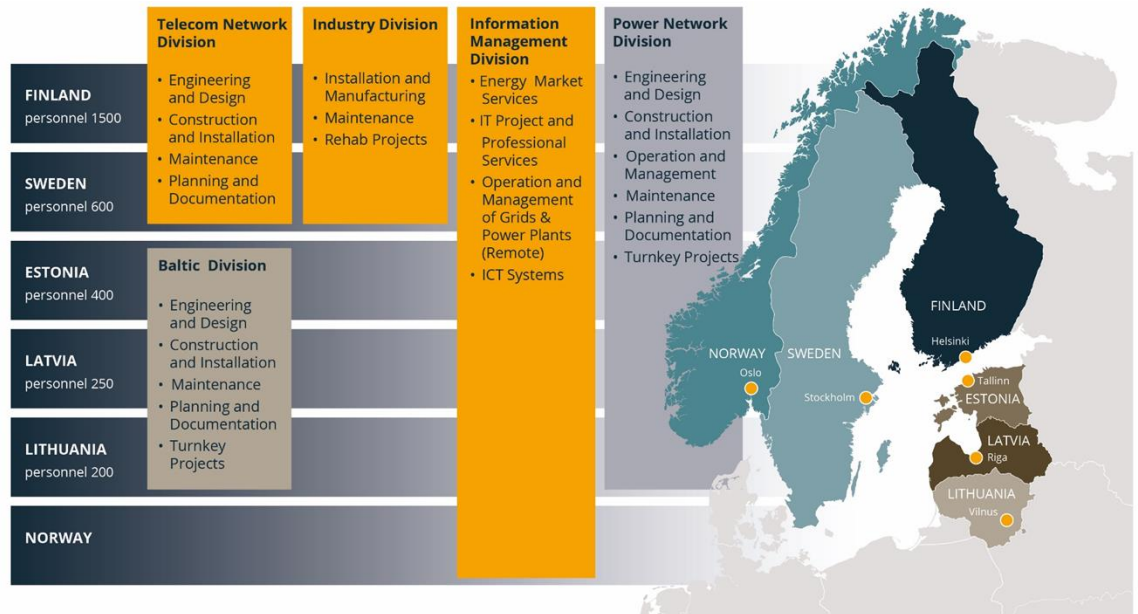 Telecom Network
Division
• Engineering
and Design
• Construction
and Installation
• Maintenance
• Planning and
Documentation
Industry Division
• Installation and
Manufacturing
• Maintenance
• Rehab Projects
Information
Management
Division
• Energy Market
Services
• IT Project and
Professional
Services
• Operation and
Management
of Grids &
Power Plants
(Remote)
• ICT Systems
Power Network
Division
• Engineering
and Design
• Construction
and Installation
• Operation and
Management
• Maintenance
• Planning and
Documentation
• Turnkey Projects
FINLAND
personnel 1500
SWEDEN
personnel 600
ESTONIA
personnel 400
LATVIA
personnel 250
LITHUANIA
personnel 200
NORWAY
Baltic Division
• Engineering
and Design
• Construction
and Installation
• Maintenance
• Planning and
Documentation
• Turnkey
Projects
FINLAND
Helsinki
NORWAY
Oslo
SWEDEN
Stockholm
Tallinn
ESTONIA
LATVIA
Riga
LITHUANIA
Vilnus